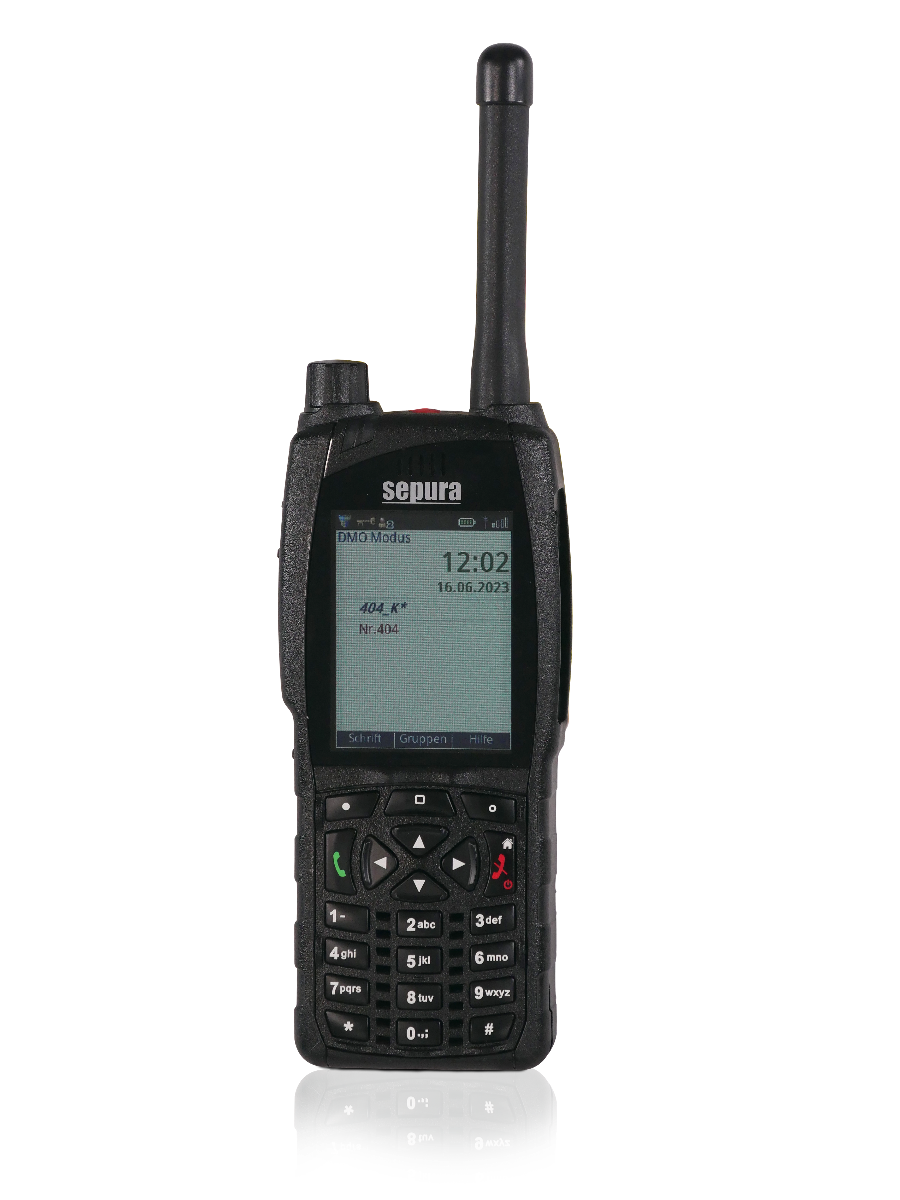 sepura
DMO Modus
12:02
16.06.2023
404_K*
Nr.404
Schrift Gruppen Hilfe
1-
2abc
3def
4ghi
5jkl
6mno
7pqrs
8tuv
9wxyz
*
0.,;
#